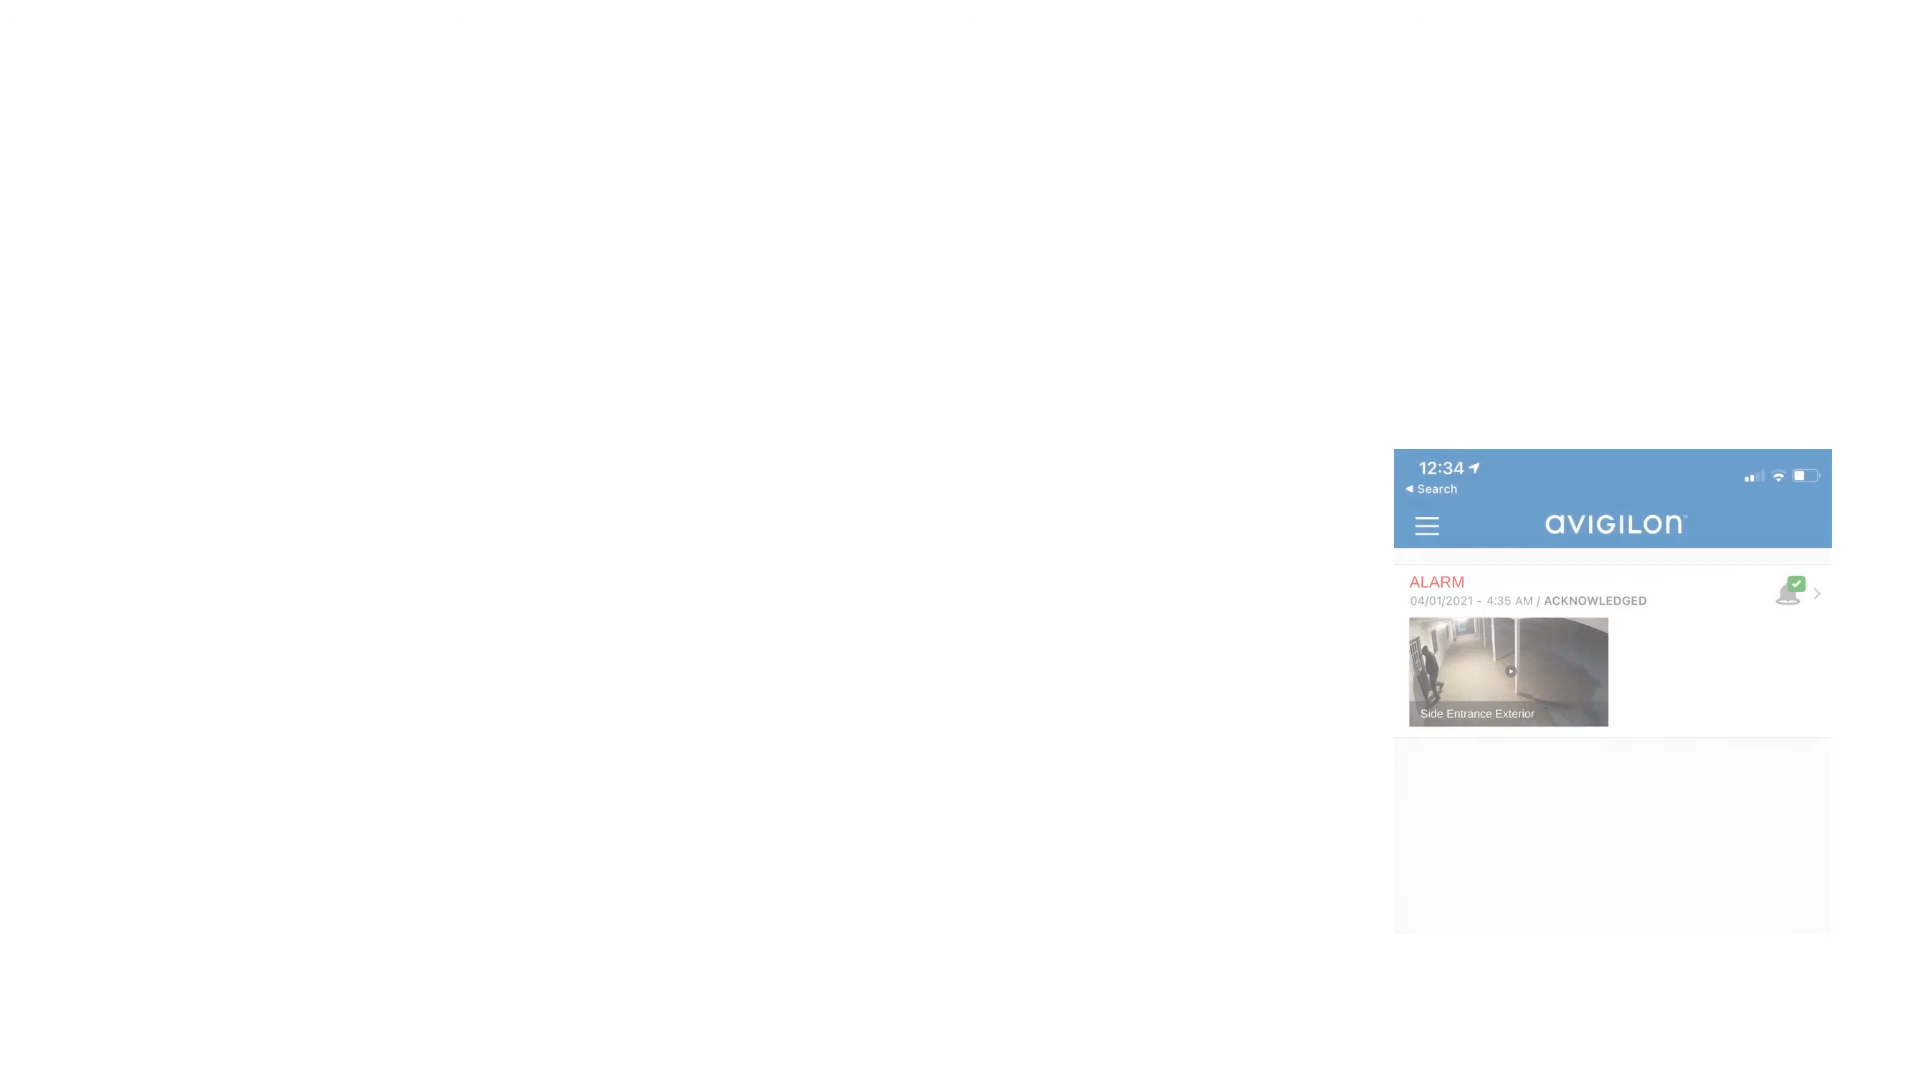 12:34
Search
avigilon
ALARM
04/01/2021 - 4:35 AM / ACKNOWLEDGED
Side Entrance Exterior